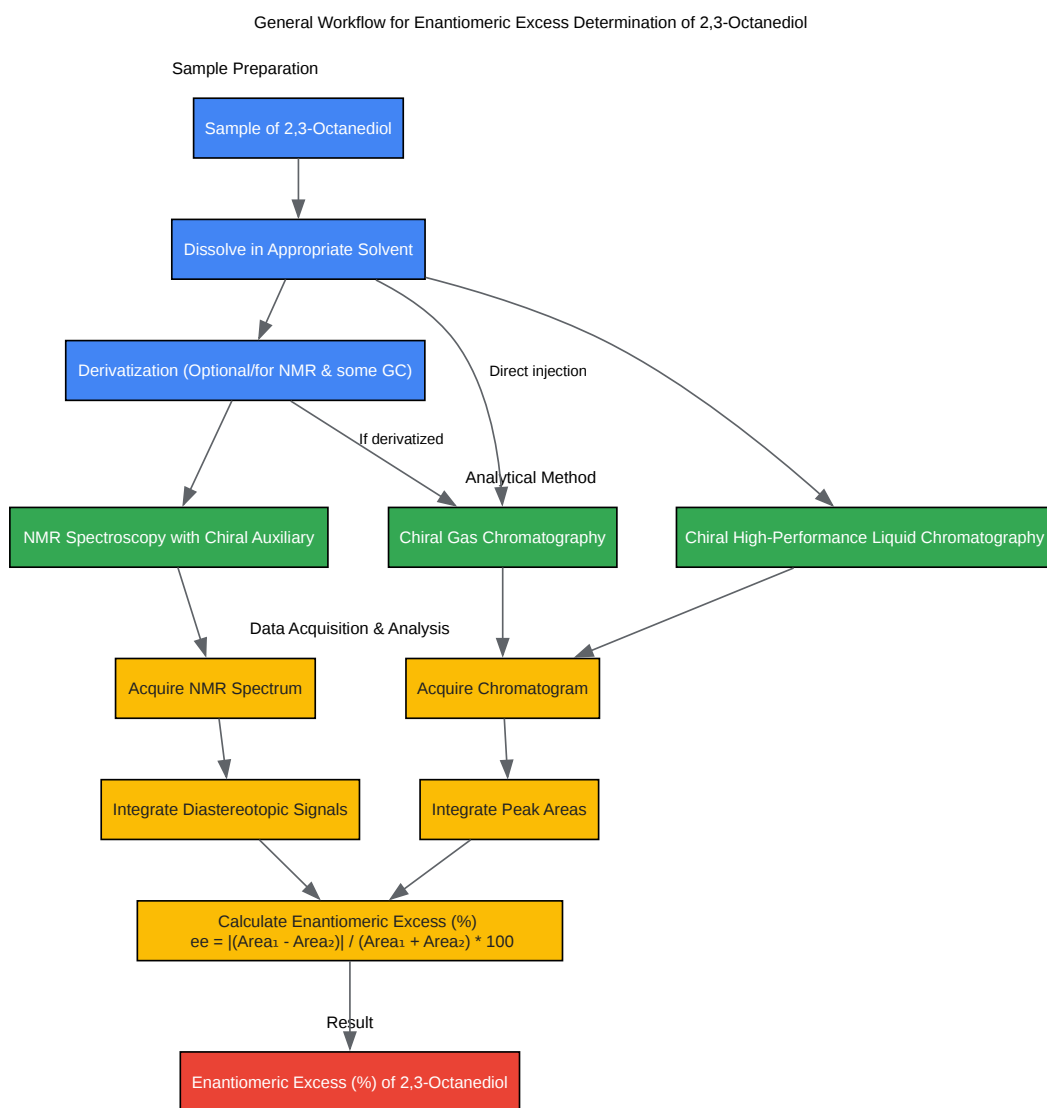 General Workflow for Enantiomeric Excess Determination of 2,3-Octanediol
Sample Preparation
Sample of 2,3-Octanediol
Dissolve in Appropriate Solvent
Derivatization (Optional/for NMR & some GC)
Direct injection
If derivatized
Analytical Method
NMR Spectroscopy with Chiral Auxiliary
Chiral Gas Chromatography
Chiral High-Performance Liquid Chromatography
Data Acquisition & Analysis
Acquire NMR Spectrum
Acquire Chromatogram
Integrate Diastereotopic Signals
Integrate Peak Areas
Calculate Enantiomeric Excess (%)
ee = |(Area₁ - Area₂)| / (Area₁ + Area₂) * 100
Result
Enantiomeric Excess (%) of 2,3-Octanediol